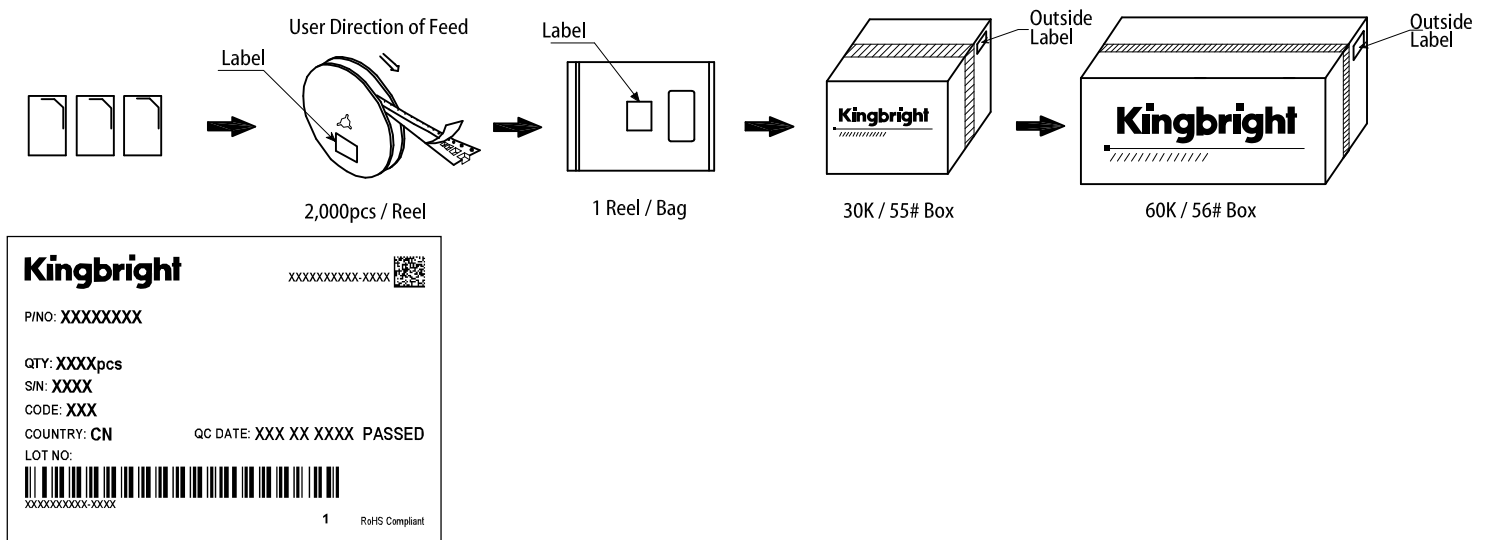 User Direction of Feed
Label
Label
Outside
Label
Outside
Label
Kingbright
Kingbright
2,000pcs / Reel
1 Reel / Bag
30K / 55# Box
60K / 56# Box
Kingbright
XXXXXXXXXX-XXXX
P/NO: XXXXXXXX
QTY: XXXXpcs
S/N: XXXX
CODE: XXX
COUNTRY: CN
QC DATE: XXX XX XXXX PASSED
LOT NO:
XXXXXXXXXX-XXXX
1
RoHS Compliant